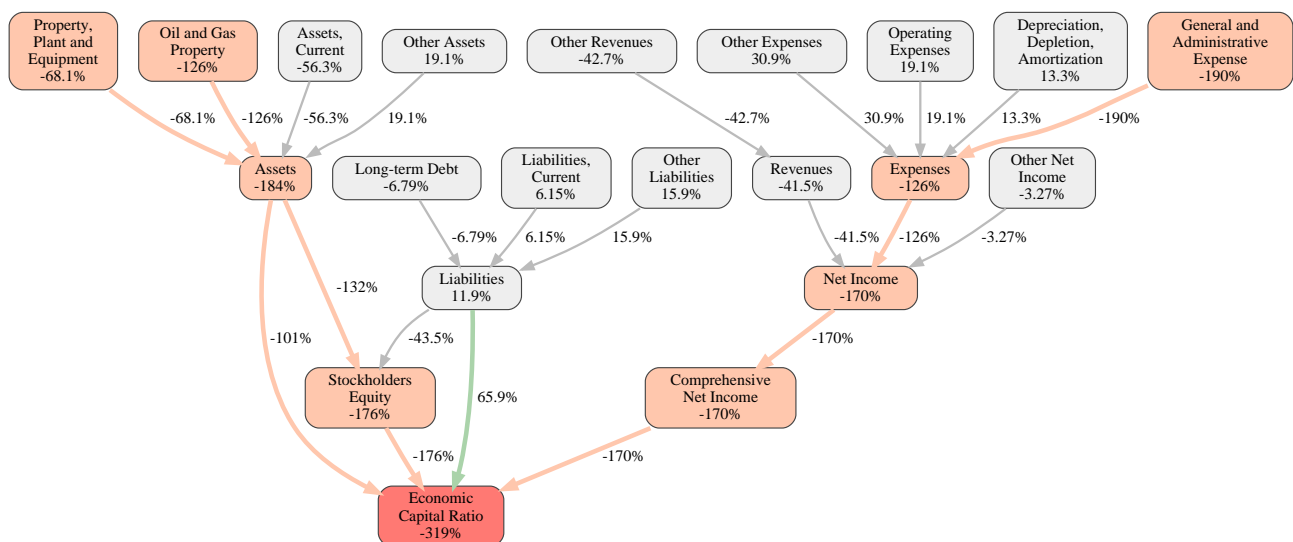 Property,
Plant and
Equipment
-68.1%
Oil and Gas
Property
-126%
Assets,
Current
-56.3%
Other Assets
19.1%
Other Revenues
-42.7%
Other Expenses
30.9%
Operating
Expenses
19.1%
Depreciation,
Depletion,
Amortization
13.3%
General and
Administrative
Expense
-190%
-68.1%
-126%
-56.3%
19.1%
-42.7%
30.9%
19.1%
13.3%
-190%
Assets
-184%
Long-term Debt
-6.79%
Liabilities,
Current
6.15%
Other
Liabilities
15.9%
Revenues
-41.5%
Expenses
-126%
Other Net
Income
-3.27%
-6.79%
6.15%
15.9%
-41.5%
-126%
-3.27%
Liabilities
11.9%
Net Income
-170%
-132%
-101%
-43.5%
-170%
Stockholders
Equity
-176%
65.9%
Comprehensive
Net Income
-170%
-176%
-170%
Economic
Capital Ratio
-319%